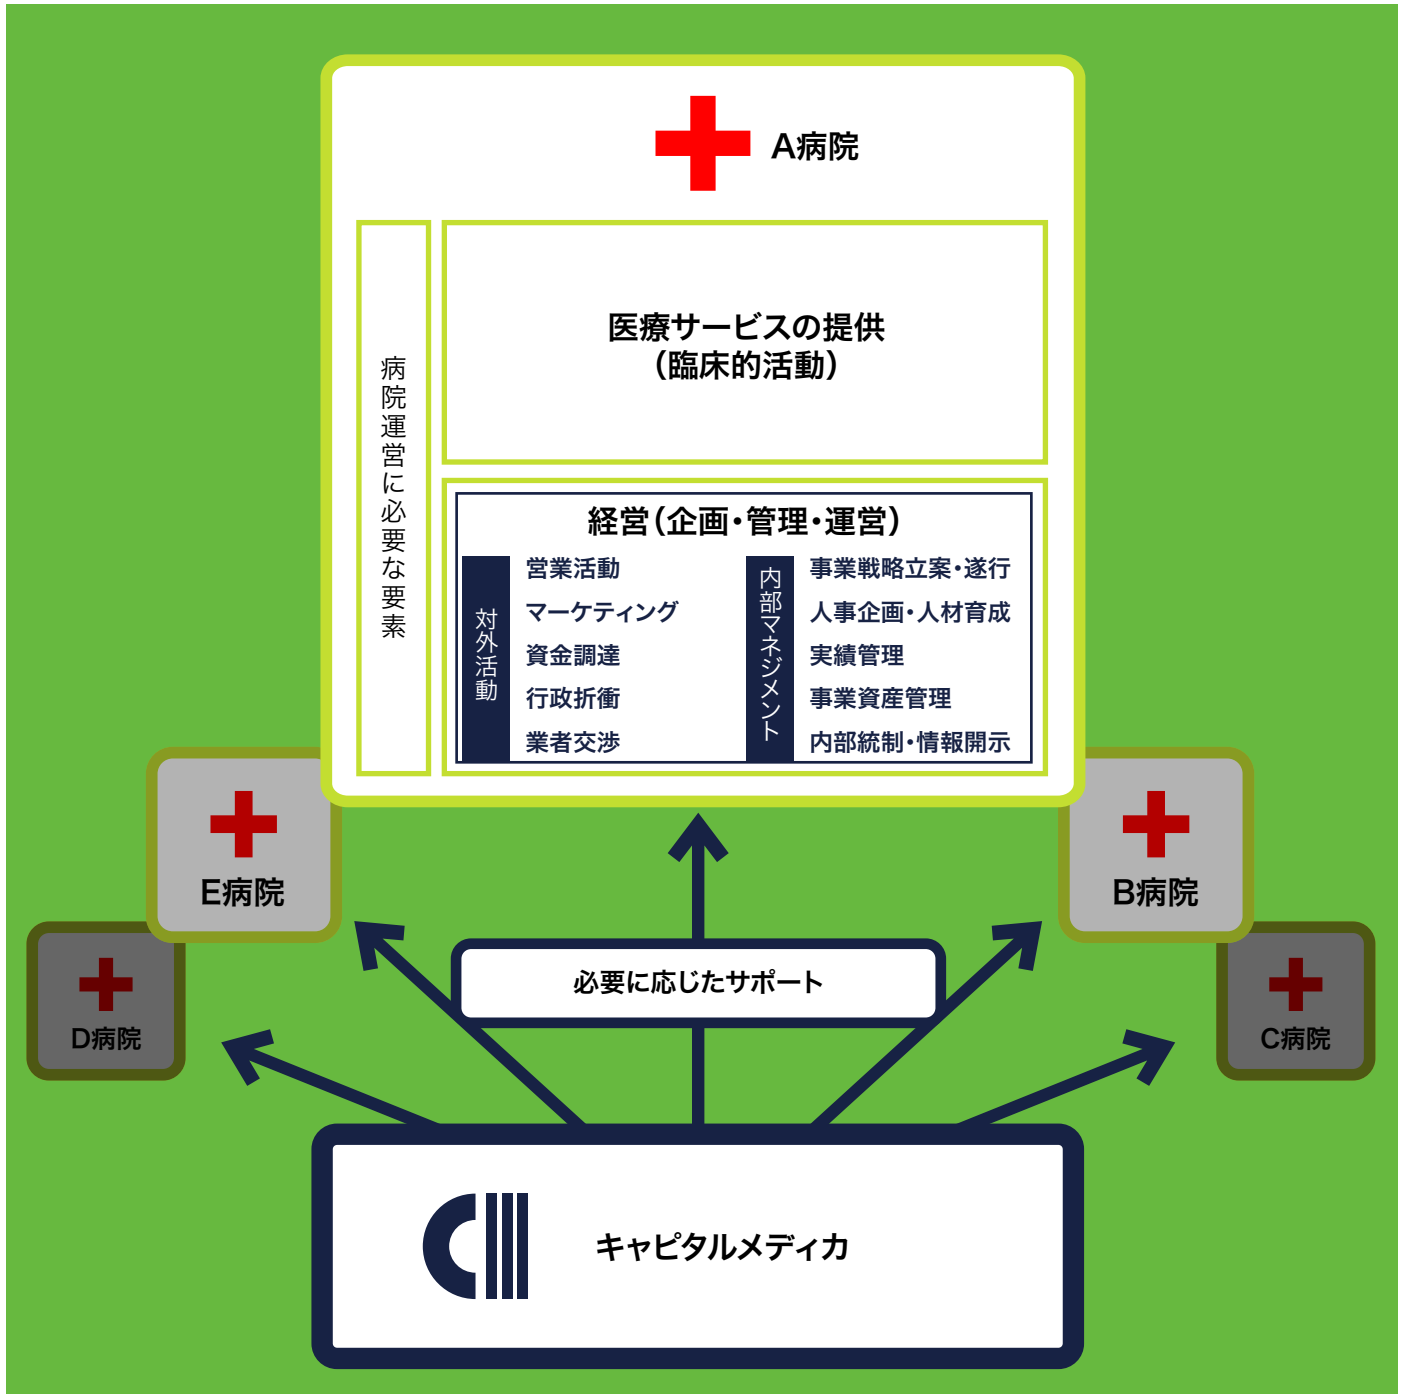 A病院
病院運営に必要な要素
医療サービスの提供
（臨床的活動）
経営（企画・管理・運営）
対外活動
営業活動
マーケティング
資金調達
行政折衝
業者交渉
内部マネジメント
事業戦略立案・遂行
人事企画・人材育成
実績管理
事業資産管理
内部統制・情報開示
E病院
B病院
D病院
C病院
必要に応じたサポート
キャピタルメディカ